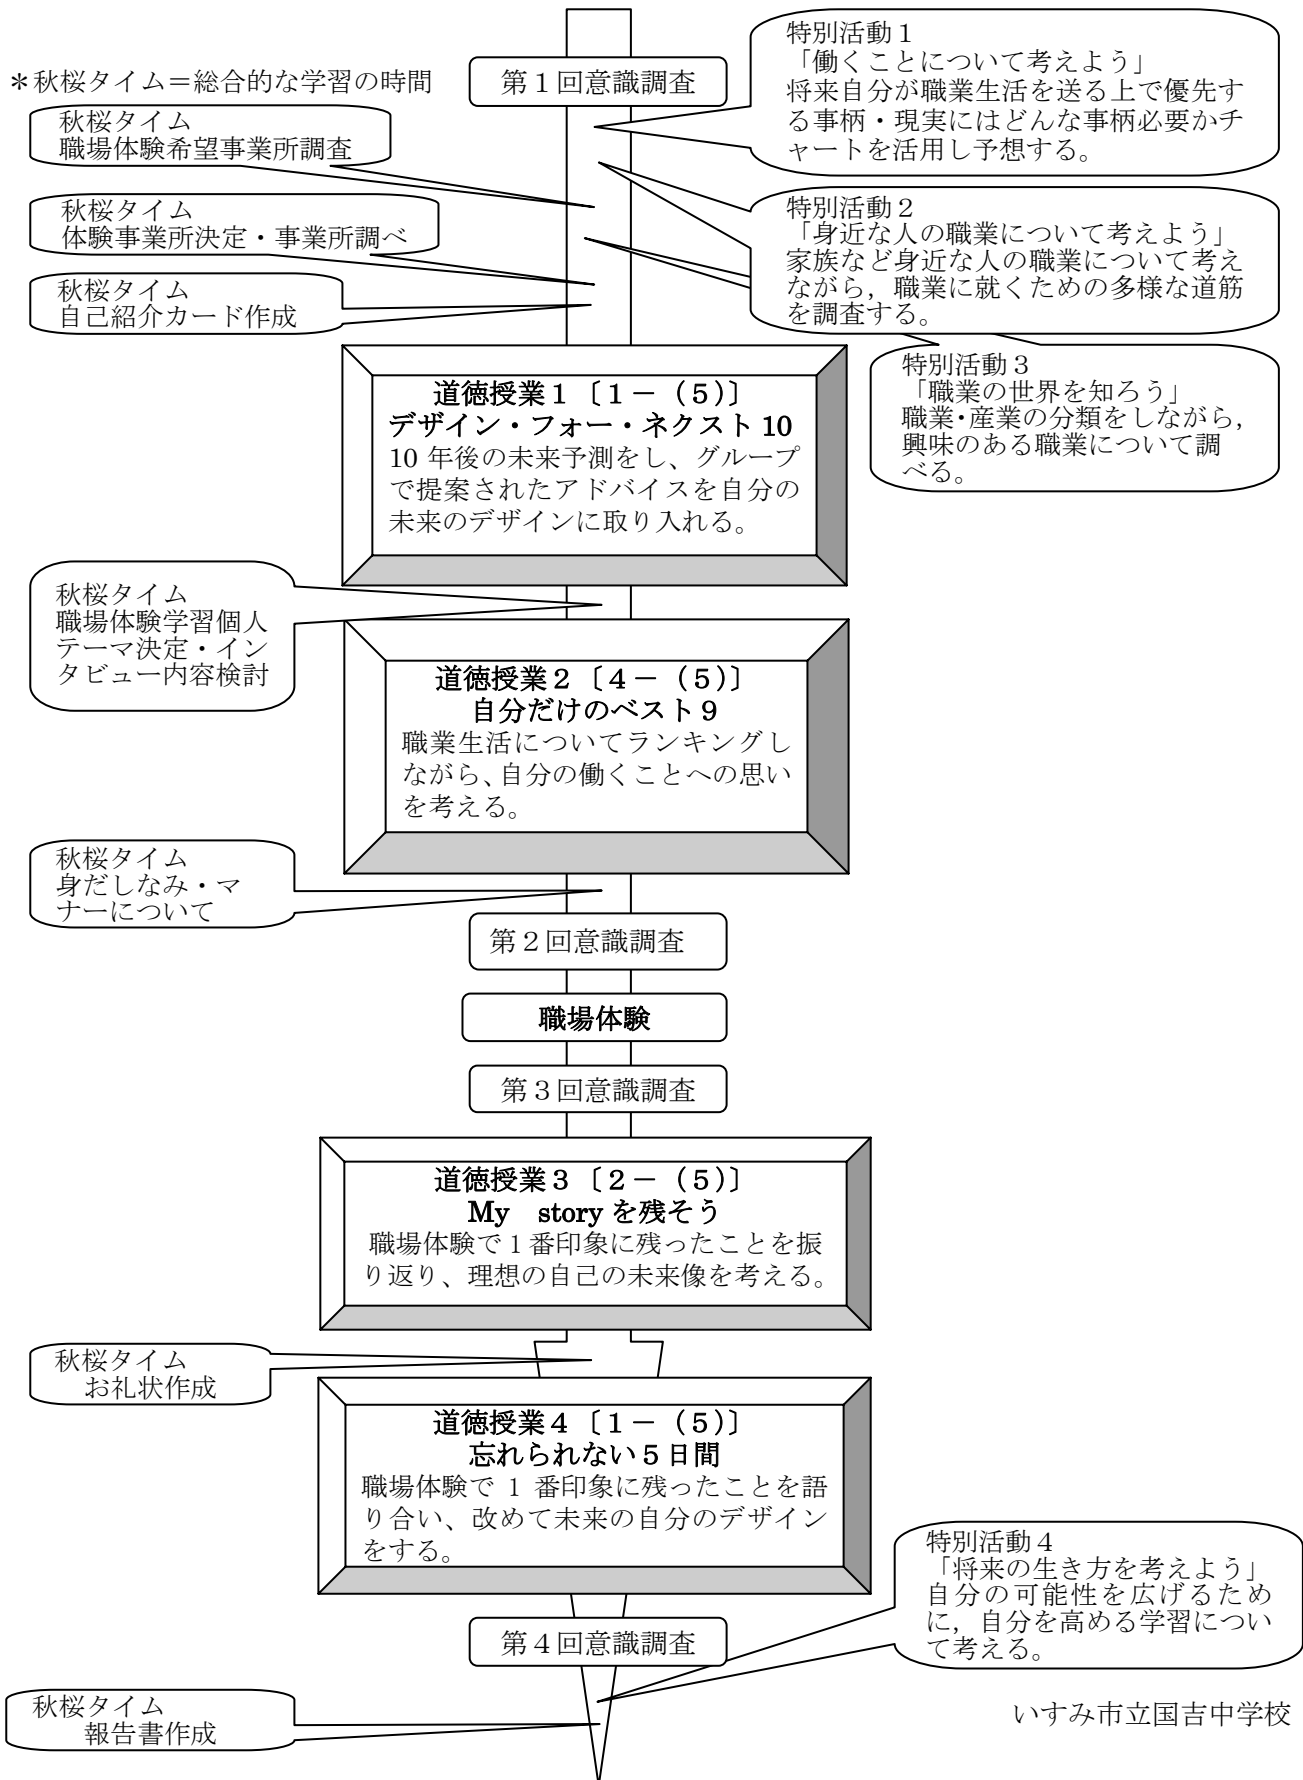 ＊秋桜タイム＝総合的な学習の時間
第１回意識調査
特別活動１
「働くことについて考えよう」
将来自分が職業生活を送る上で優先す
る事柄・現実にはどんな事柄必要かチ
ャートを活用し予想する。
秋桜タイム
職場体験希望事業所調査
特別活動２
「身近な人の職業について考えよう」
家族など身近な人の職業について考え
ながら，職業に就くための多様な道筋
を調査する。
秋桜タイム
体験事業所決定・事業所調べ
秋桜タイム
自己紹介カード作成
特別活動３
「職業の世界を知ろう」
職業・産業の分類をしながら，
興味のある職業について調
べる。
道徳授業１〔１－（５）〕
デザイン・フォー・ネクスト 10
10 年後の未来予測をし、グループ
で提案されたアドバイスを自分の
未来のデザインに取り入れる。
秋桜タイム
職場体験学習個人
テーマ決定・イン
タビュー内容検討
道徳授業２〔４－（５）〕
自分だけのベスト９
職業生活についてランキングし
ながら、自分の働くことへの思い
を考える。
秋桜タイム
身だしなみ・マ
ナーについて
第２回意識調査
職場体験
第３回意識調査
道徳授業３〔２－（５）〕
My　story を残そう
職場体験で１番印象に残ったことを振
り返り、理想の自己の未来像を考える。
秋桜タイム
お礼状作成
道徳授業４〔１－（５）〕
忘れられない５日間
職場体験で 1 番印象に残ったことを語
り合い、改めて未来の自分のデザイン
をする。
特別活動４
「将来の生き方を考えよう」
自分の可能性を広げるため
に，自分を高める学習につい
て考える。
第４回意識調査
秋桜タイム
報告書作成
いすみ市立国吉中学校